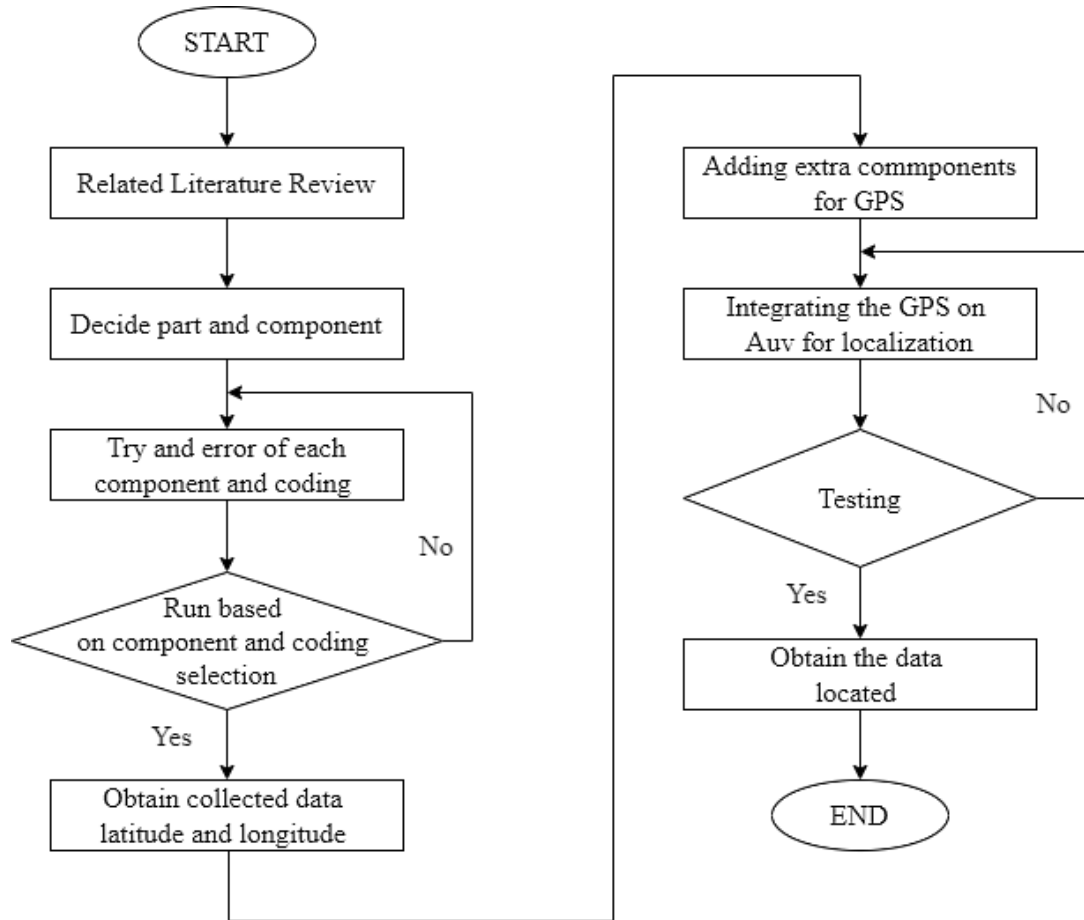 START
Related Literature Review
Decide part and component
Try and error of each
component and coding
No
Run based
on component and coding
selection
Yes
Obtain collected data
latitude and longitude
Adding extra commponents
for GPS
Integrating the GPS on
Auv for localization
No
Testing
Yes
Obtain the data
located
END